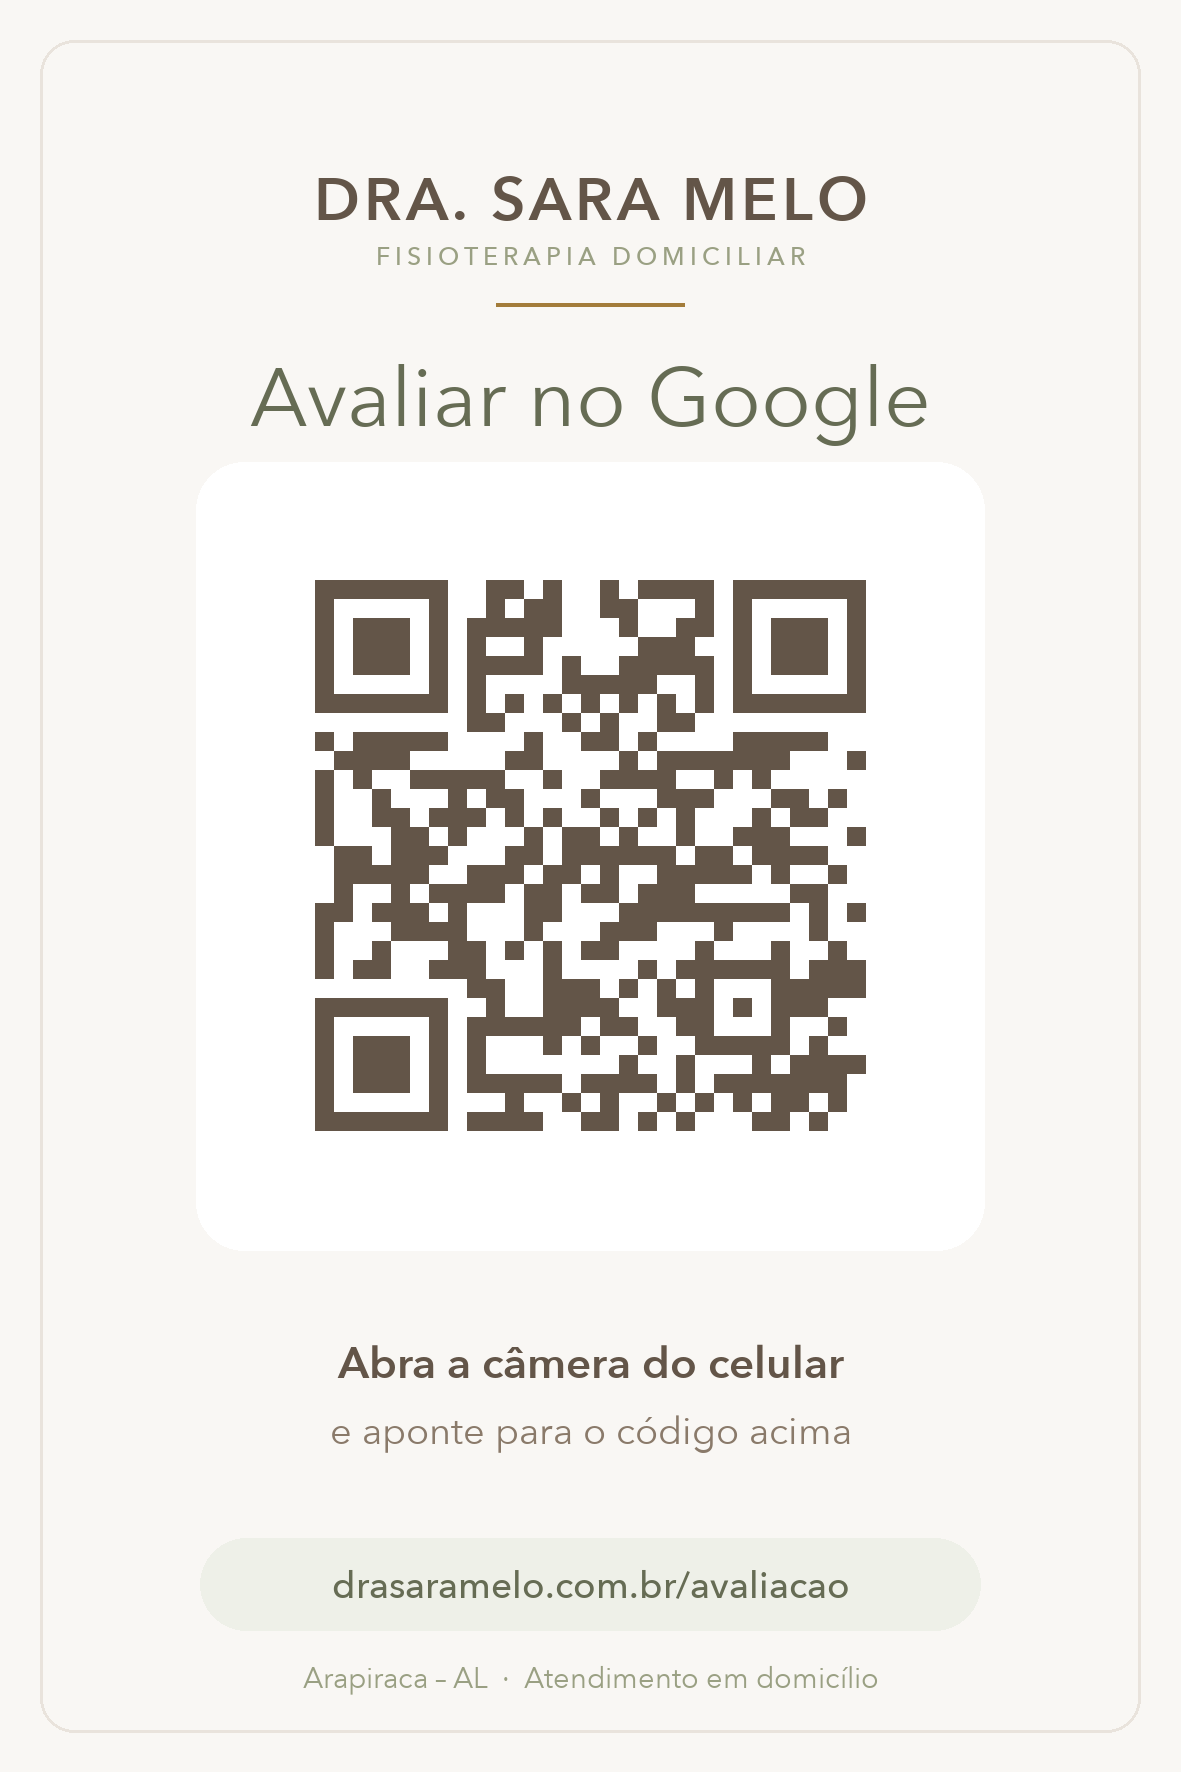 DRA. SARA MELO
FISIOTERAPIA DOMICILIAR
Avaliar no Google
Abra a câmera do celular
e aponte para o código acima
drasaramelo.com.br/avaliacao
Arapiraca – AL · Atendimento em domicílio